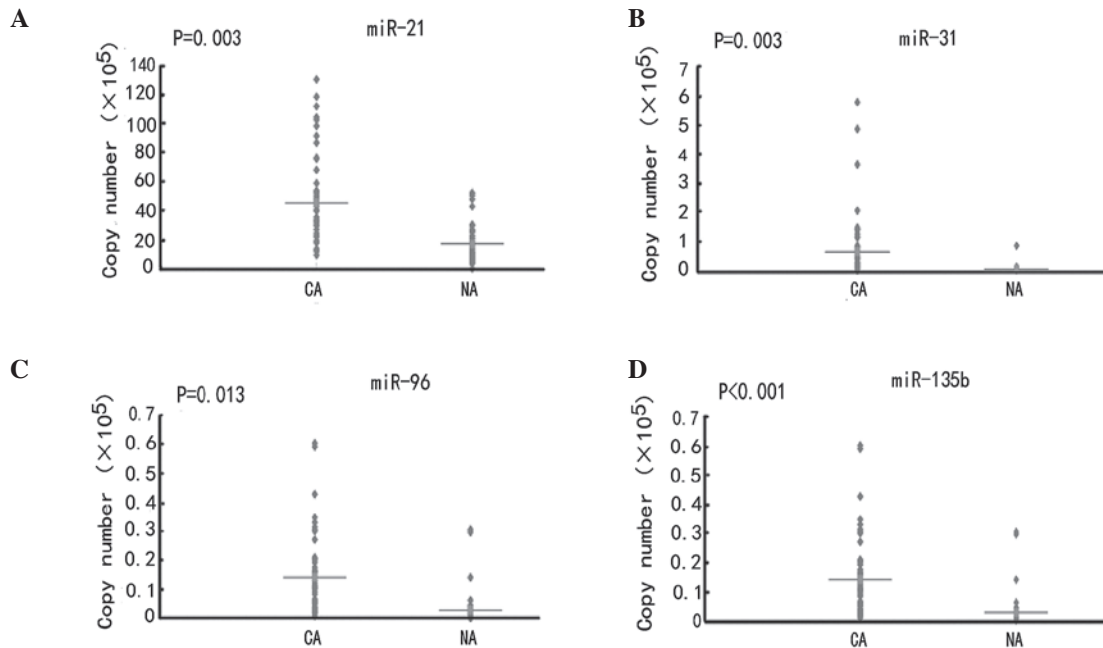 A
P=0.003
miR-21
Copy number (×10⁵)
140
120
100
80
60
40
20
0
CA
NA
B
P=0.003
miR-31
Copy number (×10⁵)
7
6
5
4
3
2
1
0
CA
NA
C
P=0.013
miR-96
Copy number (×10⁵)
0.7
0.6
0.5
0.4
0.3
0.2
0.1
0
CA
NA
D
P<0.001
miR-135b
Copy number (×10⁵)
0.7
0.6
0.5
0.4
0.3
0.2
0.1
0
CA
NA